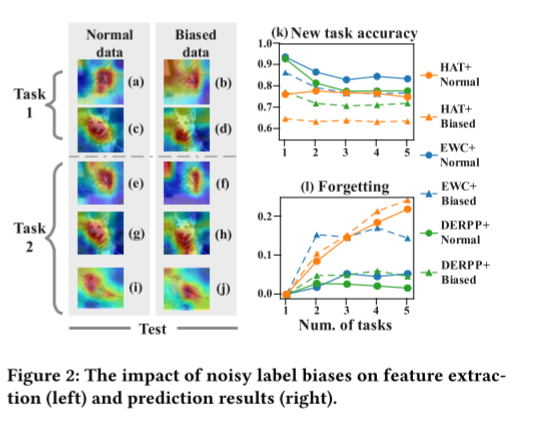 Normal data
Biased data
Task 1
(a)
(b)
(c)
(d)
Task 2
(e)
(f)
(g)
(h)
(i)
(j)
Test
(k) New task accuracy
1.0
0.9
0.8
0.7
0.6
1 2 3 4 5
(l) Forgetting
0.2
0.1
0.0
1 2 3 4 5
Num. of tasks
HAT+
Normal
HAT+
Biased
EWC+
Normal
EWC+
Biased
DERPP+
Normal
DERPP+
Biased
Figure 2: The impact of noisy label biases on feature extrac-
tion (left) and prediction results (right).